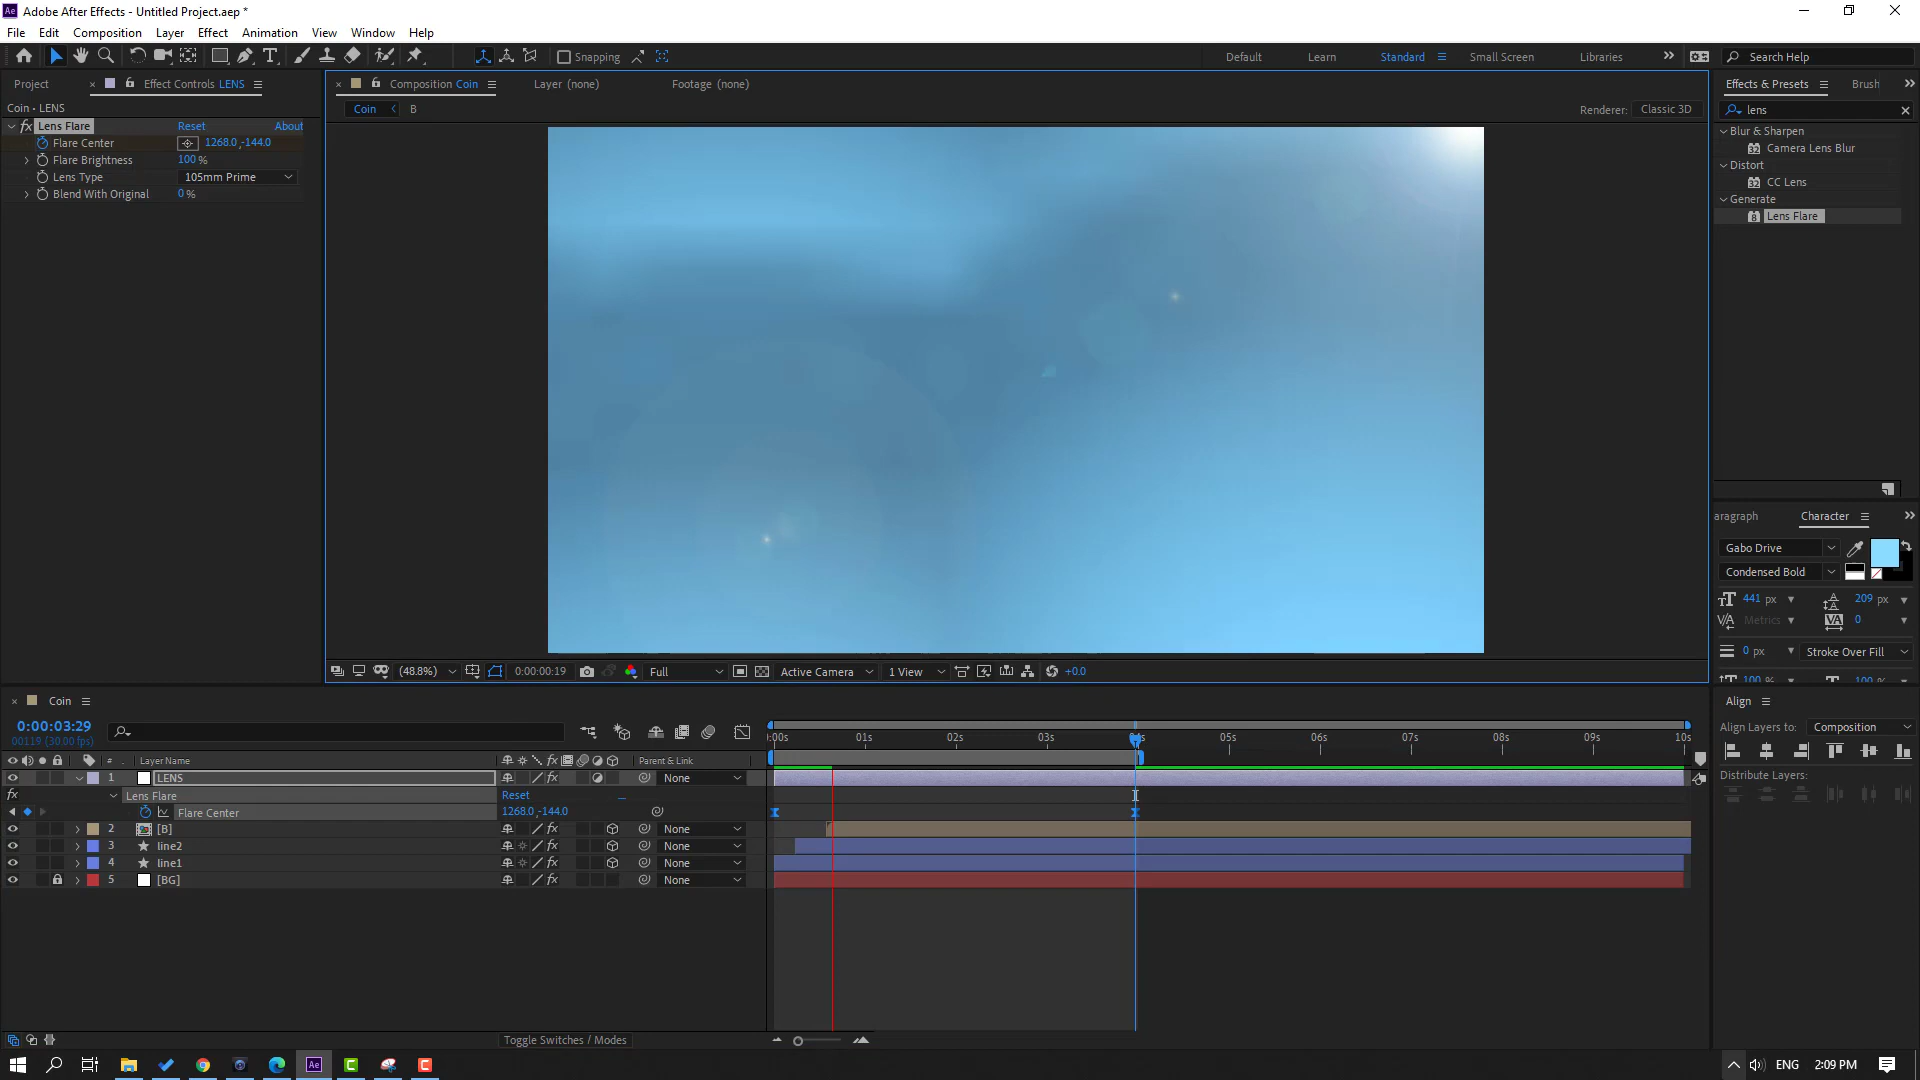 Adobe After Effects - Untitled Project.aep *
File Edit Composition Layer Effect Animation View Window Help
Snapping Default Learn Standard Small Screen Libraries Search Help
Project Effect Controls LENS Composition Coin Layer (none) Footage (none) Effects & Presets Brush
Coin • LENS
Coin B Renderer: Classic 3D
lens
Lens Flare Reset About
Flare Center 1268.0,-144.0
Flare Brightness 100 %
Lens Type 105mm Prime
Blend With Original 0 %
Blur & Sharpen
Camera Lens Blur
Distort
CC Lens
Generate
Lens Flare
aragraph Character
Gabo Drive
Condensed Bold
441 px 209 px
Metrics 0
0 px Stroke Over Fill
100 % 100 %
(48.8%) 0:00:00:19 Full Active Camera 1 View +0.0
Coin
0:00:03:29
00119 (30.00 fps)
:00s 01s 02s 03s 05s 06s 07s 08s 09s 10s
# Layer Name Parent & Link
1 LENS None
Lens Flare Reset
Flare Center 1268.0,-144.0
2 [B] None
3 line2 None
4 line1 None
5 [BG] None
Align
Align Layers to: Composition
Distribute Layers:
Toggle Switches / Modes
ENG 2:09 PM